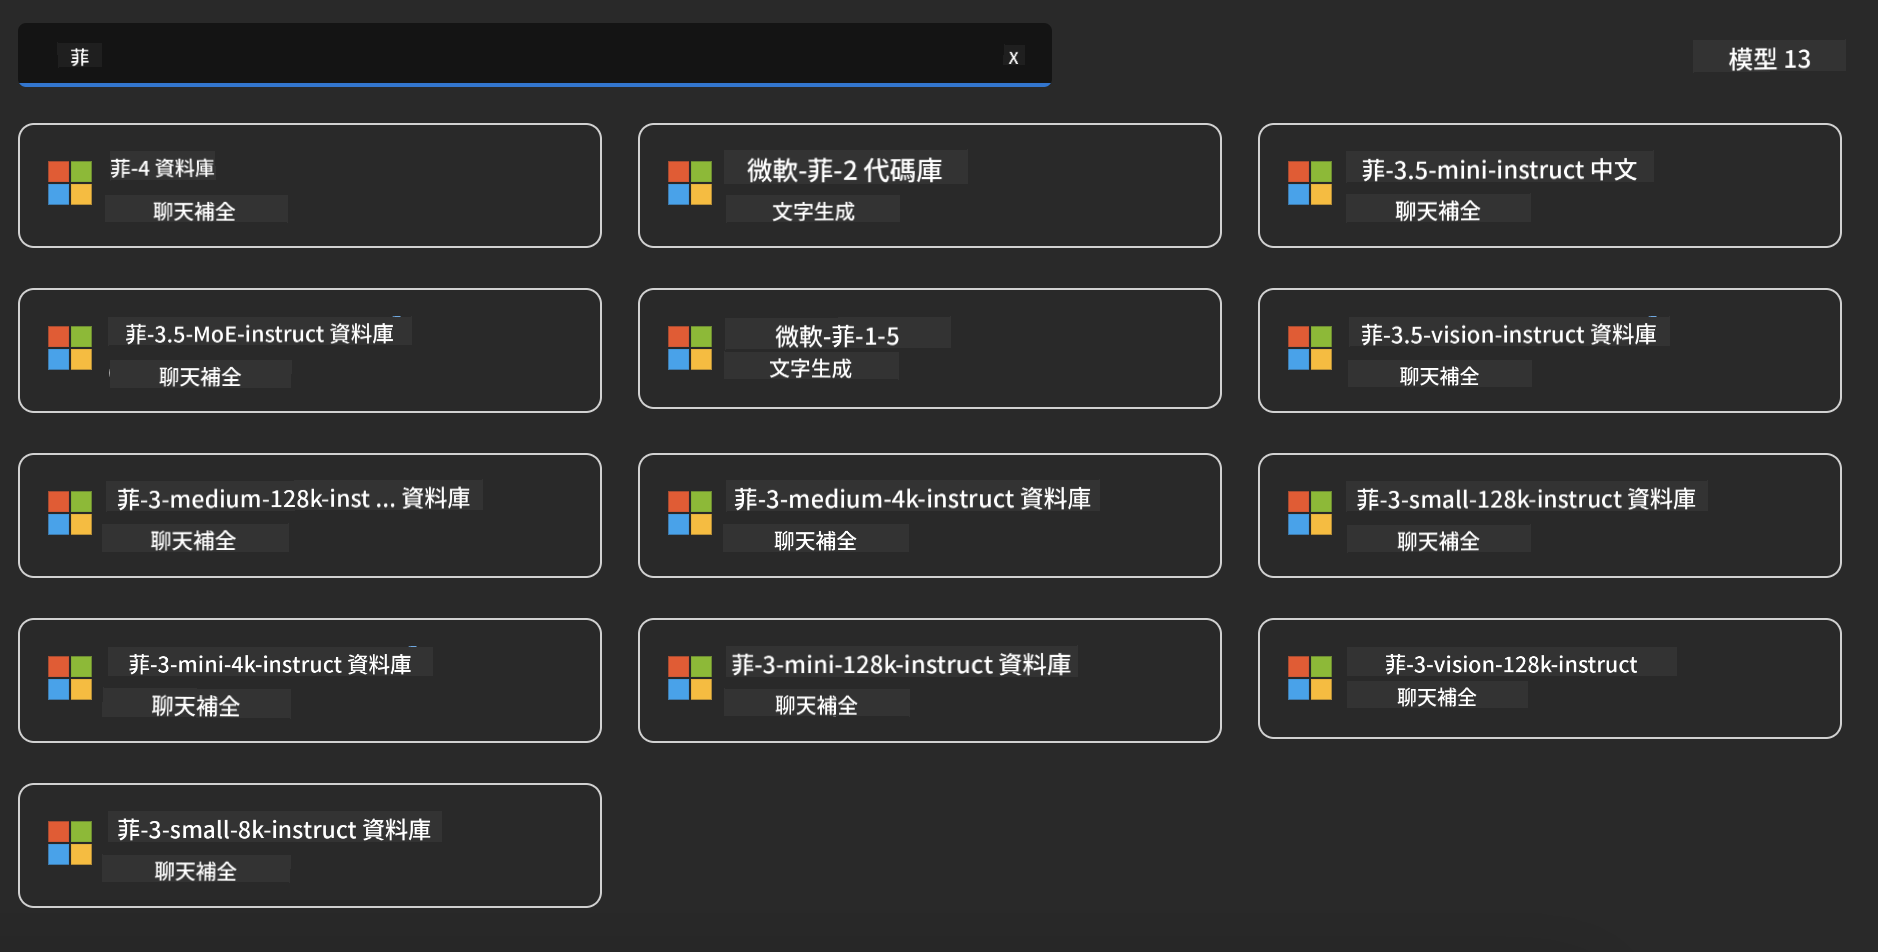 菲
x
模型 13
菲-4 資料庫
聊天補全
微軟-菲-2 代碼庫
文字生成
菲-3.5-mini-instruct 中文
聊天補全
菲-3.5-MoE-instruct 資料庫
聊天補全
微軟-菲-1-5
文字生成
菲-3.5-vision-instruct 資料庫
聊天補全
菲-3-medium-128k-inst ... 資料庫
聊天補全
菲-3-medium-4k-instruct 資料庫
聊天補全
菲-3-small-128k-instruct 資料庫
聊天補全
菲-3-mini-4k-instruct 資料庫
聊天補全
菲-3-mini-128k-instruct 資料庫
聊天補全
菲-3-vision-128k-instruct
聊天補全
菲-3-small-8k-instruct 資料庫
聊天補全